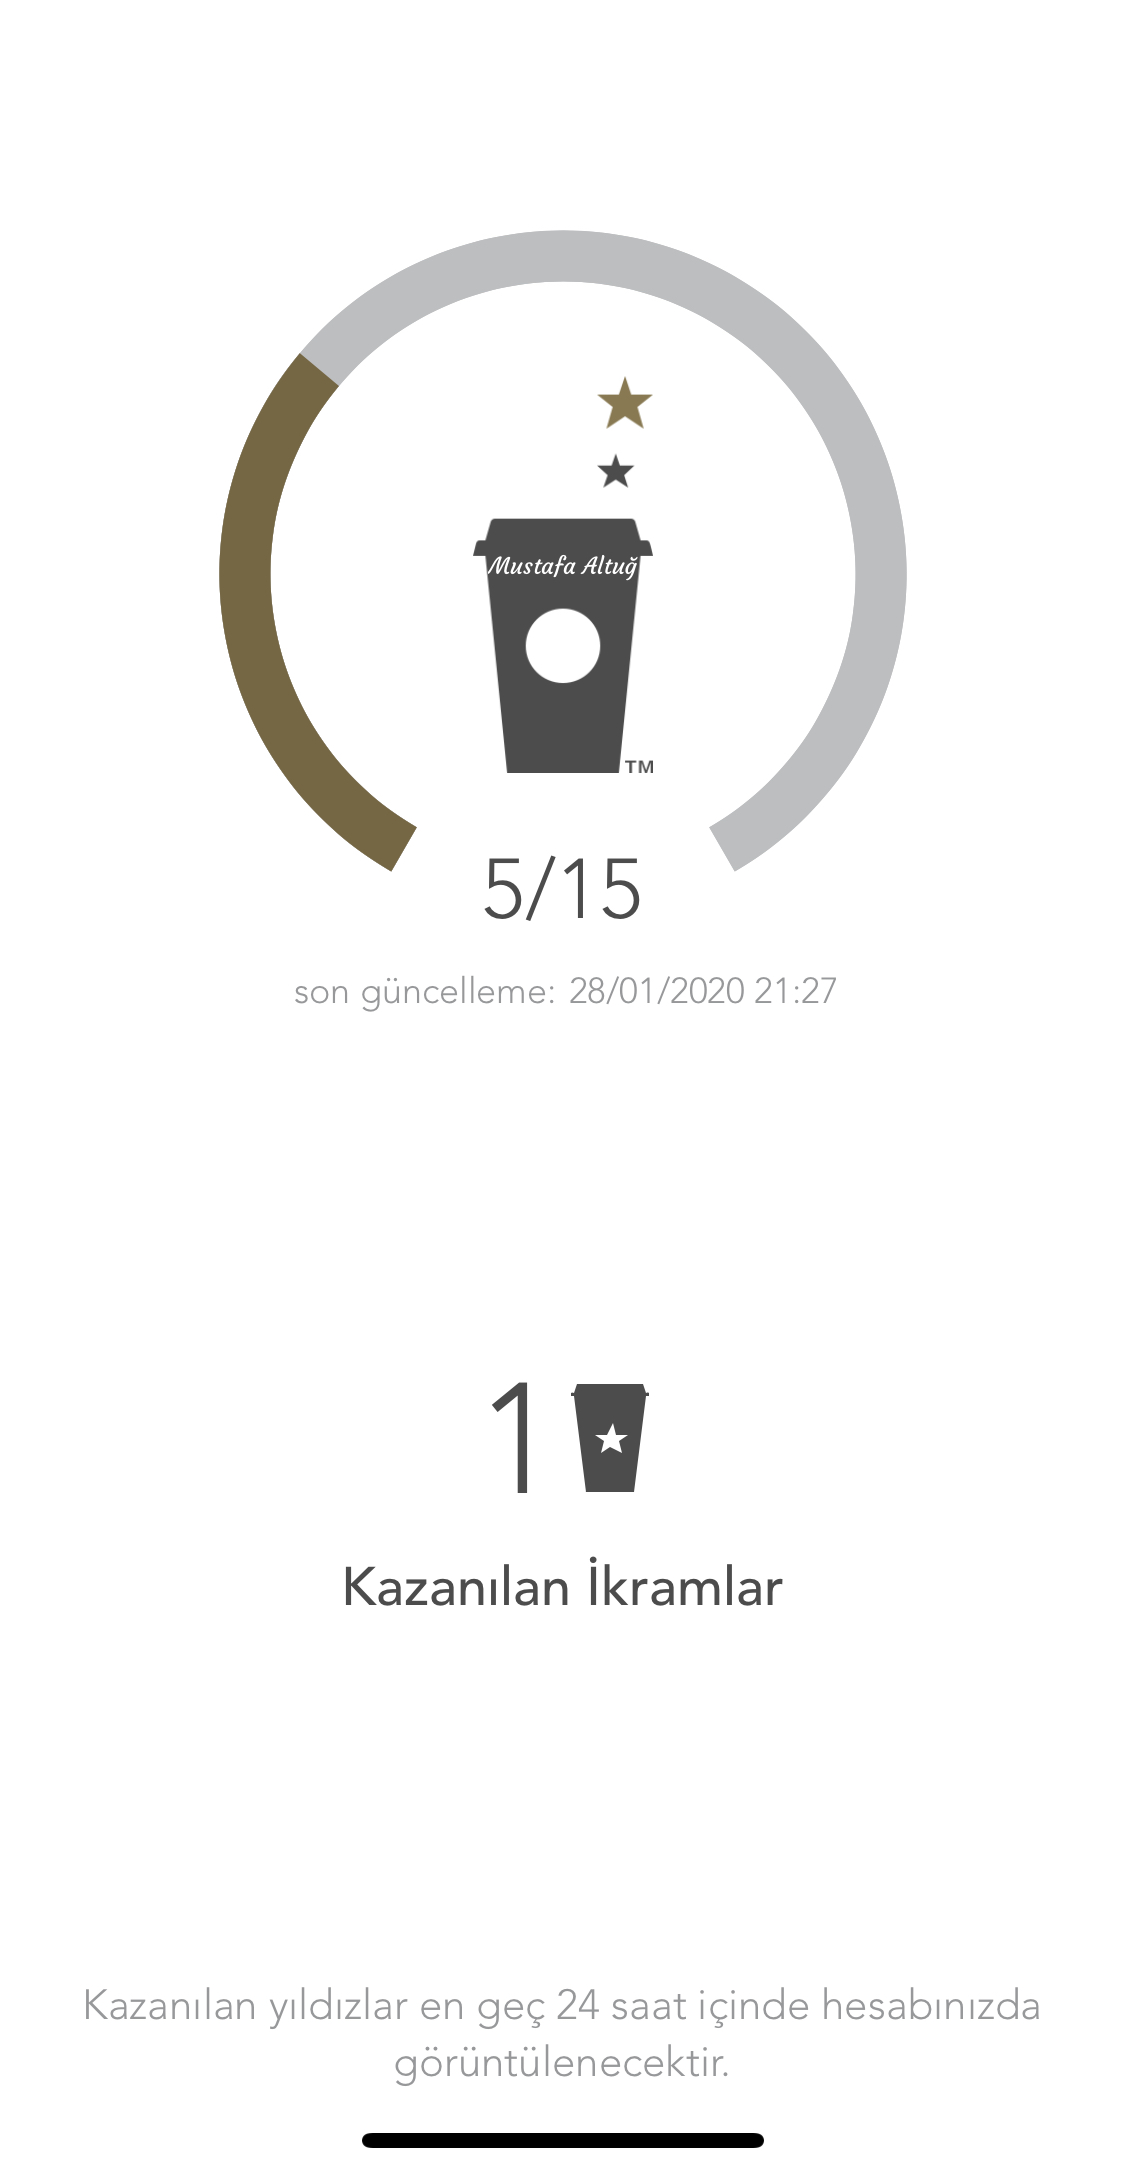 Mustafa Altuğ
TM
5/15
son güncelleme: 28/01/2020 21:27
1
Kazanılan İkramlar
Kazanılan yıldızlar en geç 24 saat içinde hesabınızda
görüntülenecektir.